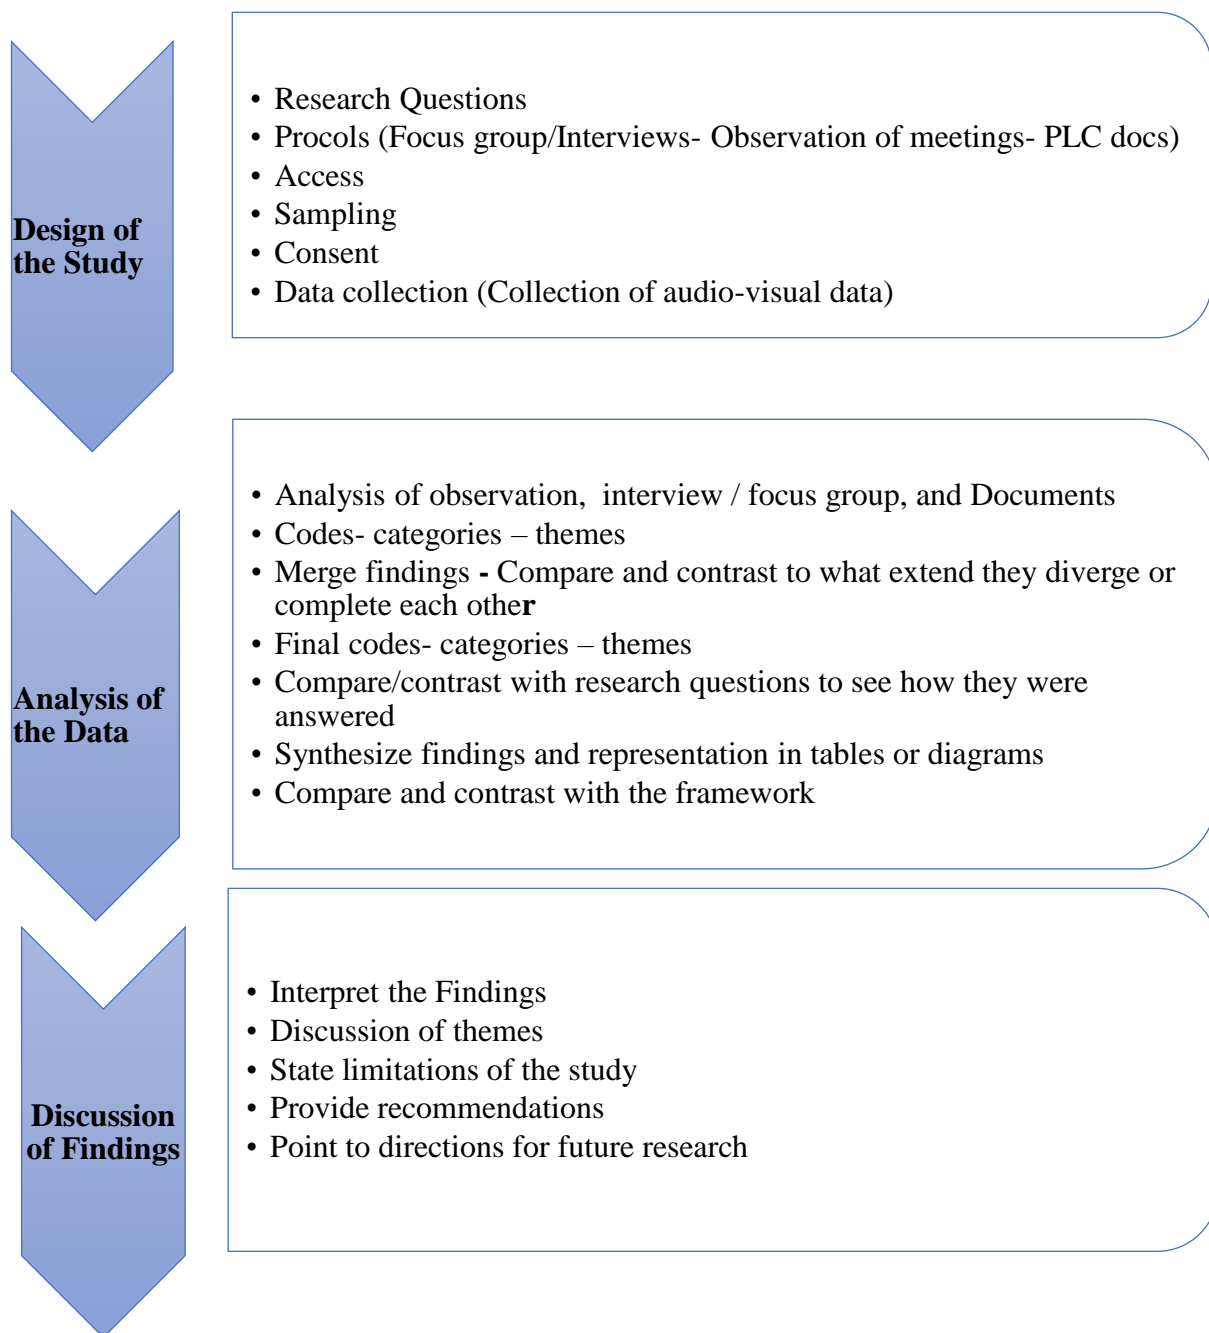 Design of
the Study
• Research Questions
• Procols (Focus group/Interviews- Observation of meetings- PLC docs)
• Access
• Sampling
• Consent
• Data collection (Collection of audio-visual data)
Analysis of
the Data
• Analysis of observation,  interview / focus group, and Documents
• Codes- categories – themes
• Merge findings - Compare and contrast to what extend they diverge or
complete each other
• Final codes- categories – themes
• Compare/contrast with research questions to see how they were
answered
• Synthesize findings and representation in tables or diagrams
• Compare and contrast with the framework
Discussion
of Findings
• Interpret the Findings
• Discussion of themes
• State limitations of the study
• Provide recommendations
• Point to directions for future research